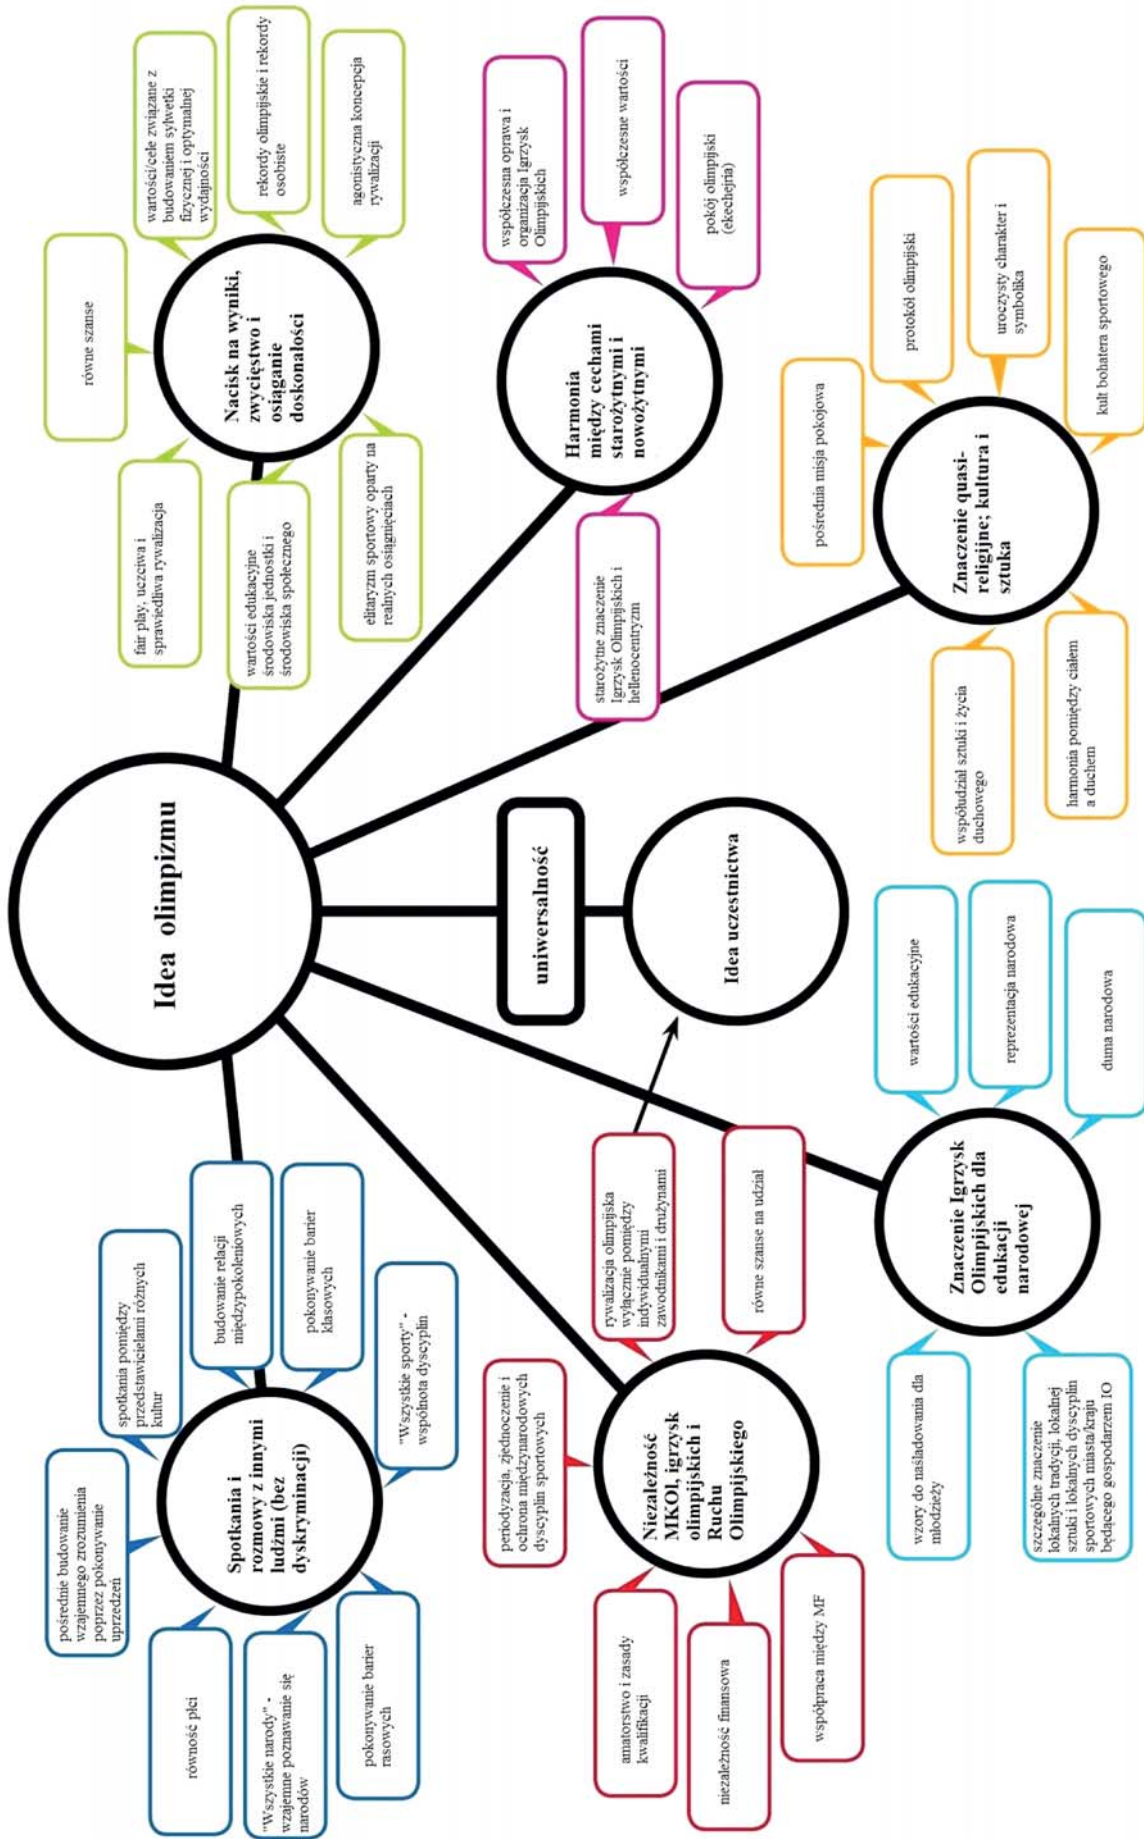 Idea olimpizmu
Spotkania i
rozmowy z innymi
ludźmi (bez
dyskryminacji)
"Wszystkie narody" -
wzajemne poznawanie się
narodów
równość płci
pośrednie budowanie
wzajemnego zrozumienia
poprzez pokonywanie
uprzedzeń
spotkania pomiędzy
przedstawicielami różnych
kultur
budowanie relacji
międzypokoleniowych
pokonywanie barier
klasowych
"Wszystkie sporty" -
wspólnota dyscyplin
pokonywanie barier
rasowych
Niezależność
MKOl, igrzysk
olimpijskich i
Ruchu
Olimpijskiego
amatorstwo i zasady
kwalifikacji
periodyzacja, zjednoczenie i
ochrona międzynarodowych
dyscyplin sportowych
rywalizacja olimpijska
wyłącznie pomiędzy
indywidualnymi
zawodnikami i drużynami
równe szanse na udział
niezależność finansowa
współpraca między MF
Znaczenie Igrzysk
Olimpijskich dla
edukacji
narodowej
wzory do naśladowania dla
młodzieży
wartości edukacyjne
reprezentacja narodowa
duma narodowa
szczególne znaczenie
lokalnych tradycji, lokalnej
sztuki i lokalnych dyscyplin
sportowych miasta/kraju
będącego gospodarzem IO
uniwersalność
Idea uczestnictwa
Znaczenie quasi-
religijne; kultura i
sztuka
współudział sztuki i życia
duchowego
pośrednia misja pokojowa
protokół olimpijski
uroczysty charakter i
symbolika
kult bohatera sportowego
harmonia pomiędzy ciałem
a duchem
Harmonia
między cechami
starożytnymi i
nowożytnymi
starożytne znaczenie
Igrzysk Olimpijskich i
hellenocentryzm
współczesna oprawa i
organizacja Igrzysk
Olimpijskich
współczesne wartości
pokój olimpijski
(ekechejria)
Nacisk na wyniki,
zwycięstwo i
osiąganie
doskonałości
fair play, uczciwa i
sprawiedliwa rywalizacja
równe szanse
wartości/cele związane z
budowaniem sylwetki
fizycznej i optymalnej
wydajności
rekordy olimpijskie i rekordy
osobiste
agonistyczna koncepcja
rywalizacji
wartości edukacyjne
środowiska jednostki i
środowiska społecznego
elitaryzm sportowy oparty na
realnych osiągnięciach